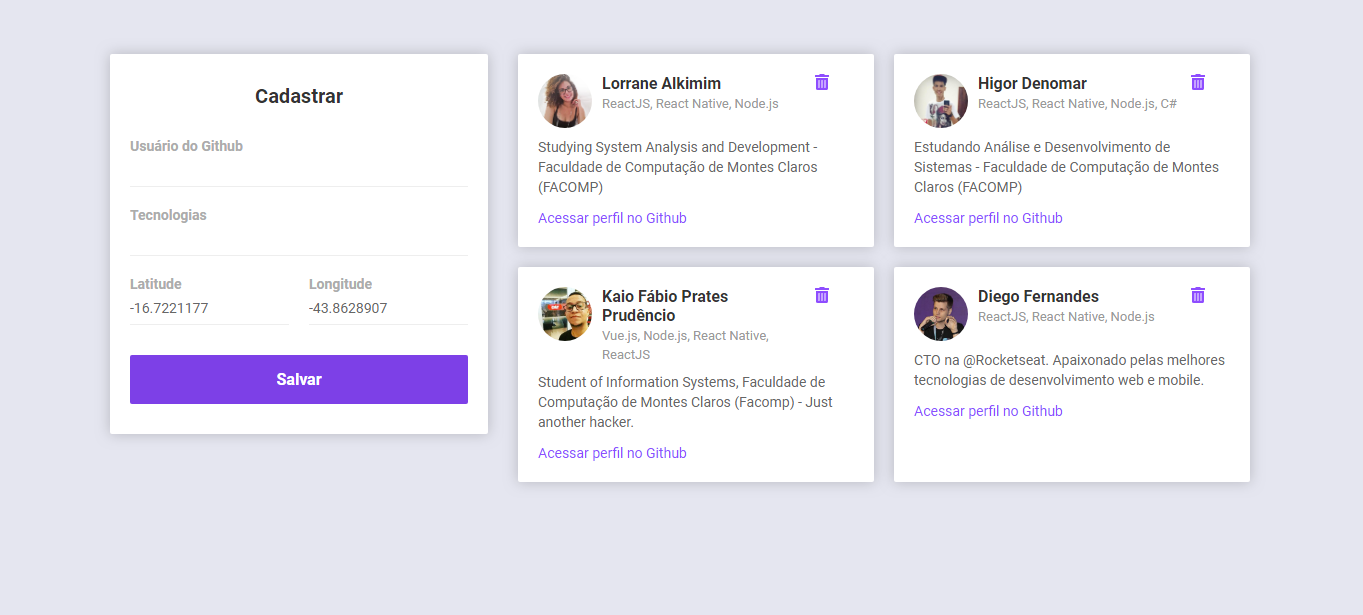 Cadastrar
Usuário do Github
Tecnologias
Latitude
Longitude
-16.7221177
-43.8628907
Salvar
Lorrane Alkimim
ReactJS, React Native, Node.js
Studying System Analysis and Development -
Faculdade de Computação de Montes Claros
(FACOMP)
Acessar perfil no Github
Higor Denomar
ReactJS, React Native, Node.js, C#
Estudando Análise e Desenvolvimento de
Sistemas - Faculdade de Computação de Montes
Claros (FACOMP)
Acessar perfil no Github
Kaio Fábio Prates
Prudêncio
Vue.js, Node.js, React Native,
ReactJS
Student of Information Systems, Faculdade de
Computação de Montes Claros (Facomp) - Just
another hacker.
Acessar perfil no Github
Diego Fernandes
ReactJS, React Native, Node.js
CTO na @Rocketseat. Apaixonado pelas melhores
tecnologias de desenvolvimento web e mobile.
Acessar perfil no Github